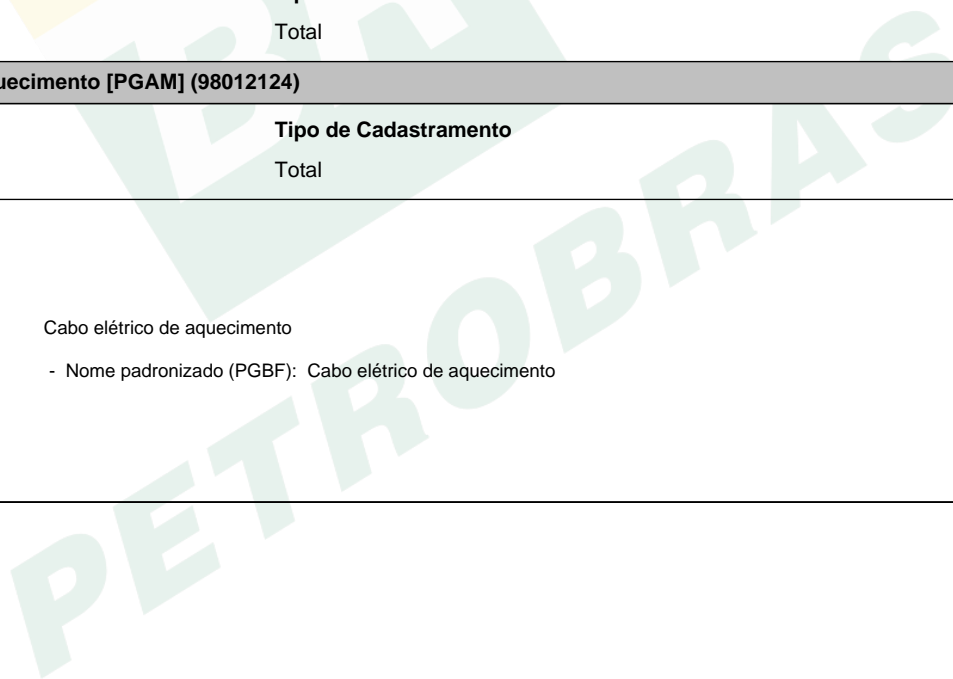 Total
uecimento [PGAM] (98012124)
Tipo de Cadastramento
Total
Cabo elétrico de aquecimento
- Nome padronizado (PGBF): Cabo elétrico de aquecimento
BR
PETROBRAS